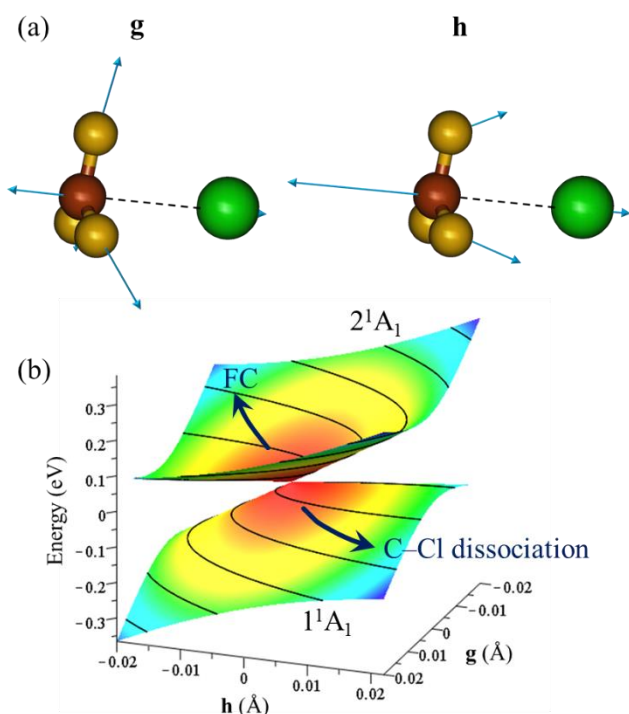 (a)
g
h
(b)
2¹A₁
FC
C–Cl dissociation
1¹A₁
Energy (eV)
0.3
0.2
0.1
0
−0.1
−0.2
−0.3
−0.02
−0.01
0
0.01
0.02
h (Å)
−0.02
−0.01
0
0.01
0.02
g (Å)